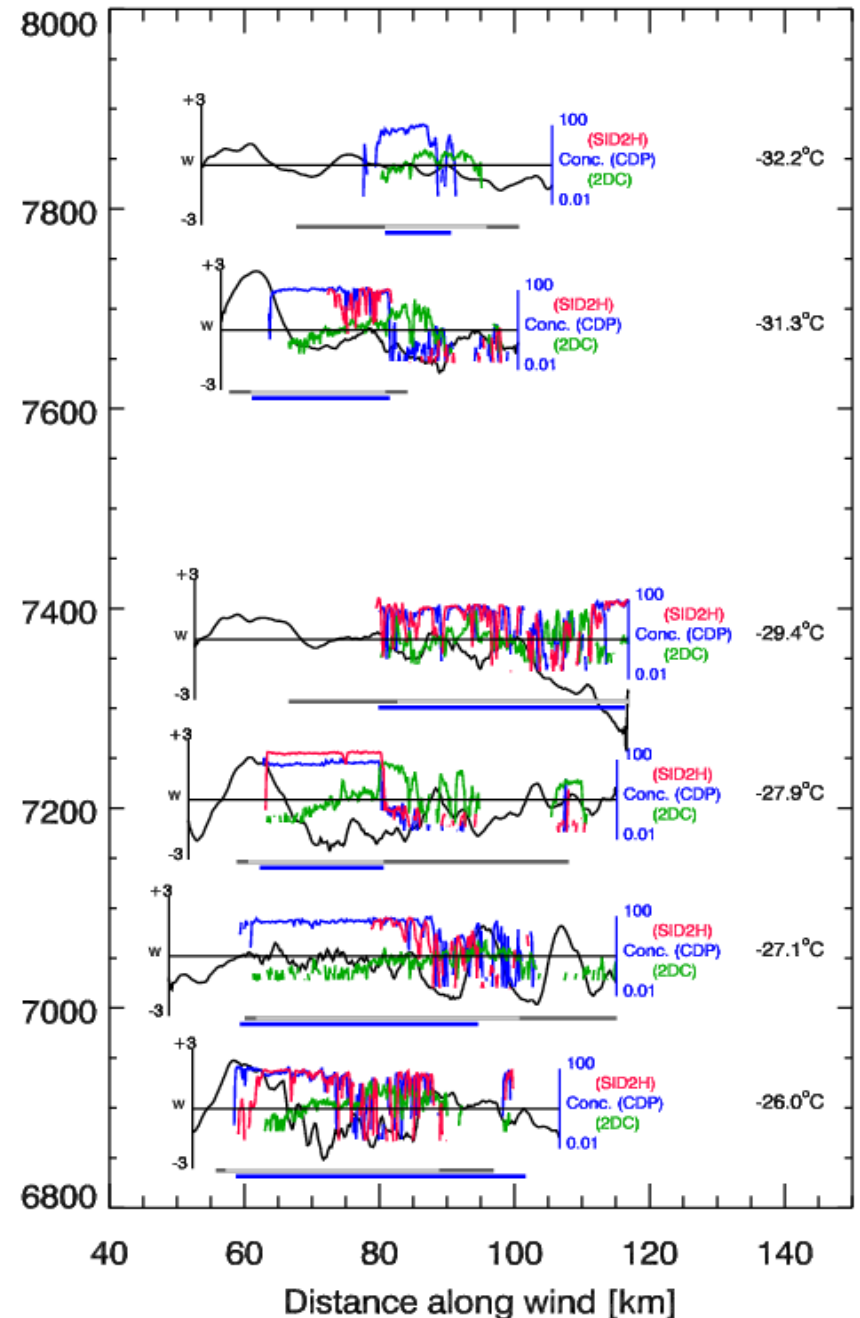 8000
+3
100
(SID2H)
w
Conc. (CDP)
-32.2°C
(2DC)
0.01
-3
7800
+3
100
(SID2H)
w
Conc. (CDP)
-31.3°C
(2DC)
0.01
-3
7600
+3
7400
100
(SID2H)
w
Conc. (CDP)
-29.4°C
(2DC)
0.01
-3
+3
100
(SID2H)
w
Conc. (CDP)
-27.9°C
7200
(2DC)
0.01
-3
+3
100
(SID2H)
w
Conc. (CDP)
-27.1°C
(2DC)
0.01
-3
7000
+3
100
(SID2H)
w
Conc. (CDP)
-26.0°C
(2DC)
0.01
-3
6800
40 60 80 100 120 140
Distance along wind [km]